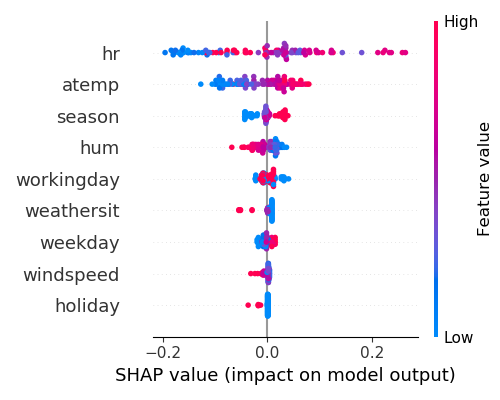 High
hr
atemp
season
hum
workingday
weathersit
weekday
windspeed
holiday
Feature value
Low
−0.2 0.0 0.2
SHAP value (impact on model output)